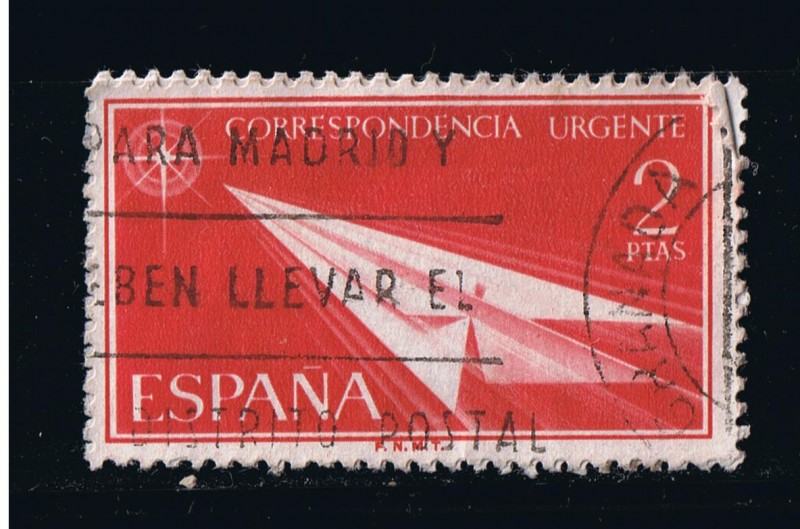 CORRESPONDENCIA URGENTE
PARA MADRID Y
2
PTAS
EBEN LLEVAR EL
ESPAÑA
DISTRITO POSTAL
F.N.M.T.